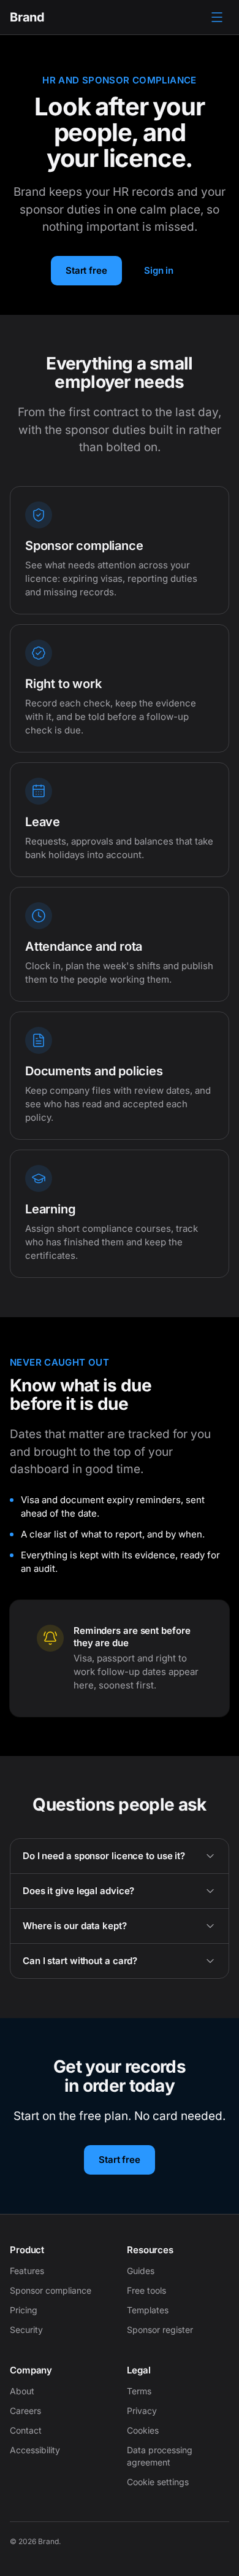 Brand
HR AND SPONSOR COMPLIANCE
Look after your
people, and
your licence.
Brand keeps your HR records and your
sponsor duties in one calm place, so
nothing important is missed.
Start free
Sign in
Everything a small
employer needs
From the first contract to the last day,
with the sponsor duties built in rather
than bolted on.
Sponsor compliance
See what needs attention across your
licence: expiring visas, reporting duties
and missing records.
Right to work
Record each check, keep the evidence
with it, and be told before a follow-up
check is due.
Leave
Requests, approvals and balances that take
bank holidays into account.
Attendance and rota
Clock in, plan the week's shifts and publish
them to the people working them.
Documents and policies
Keep company files with review dates, and
see who has read and accepted each
policy.
Learning
Assign short compliance courses, track
who has finished them and keep the
certificates.
NEVER CAUGHT OUT
Know what is due
before it is due
Dates that matter are tracked for you
and brought to the top of your
dashboard in good time.
Visa and document expiry reminders, sent
ahead of the date.
A clear list of what to report, and by when.
Everything is kept with its evidence, ready for
an audit.
Reminders are sent before
they are due
Visa, passport and right to
work follow-up dates appear
here, soonest first.
Questions people ask
Do I need a sponsor licence to use it?
Does it give legal advice?
Where is our data kept?
Can I start without a card?
Get your records
in order today
Start on the free plan. No card needed.
Start free
Product
Features
Sponsor compliance
Pricing
Security
Resources
Guides
Free tools
Templates
Sponsor register
Company
About
Careers
Contact
Accessibility
Legal
Terms
Privacy
Cookies
Data processing
agreement
Cookie settings
© 2026 Brand.